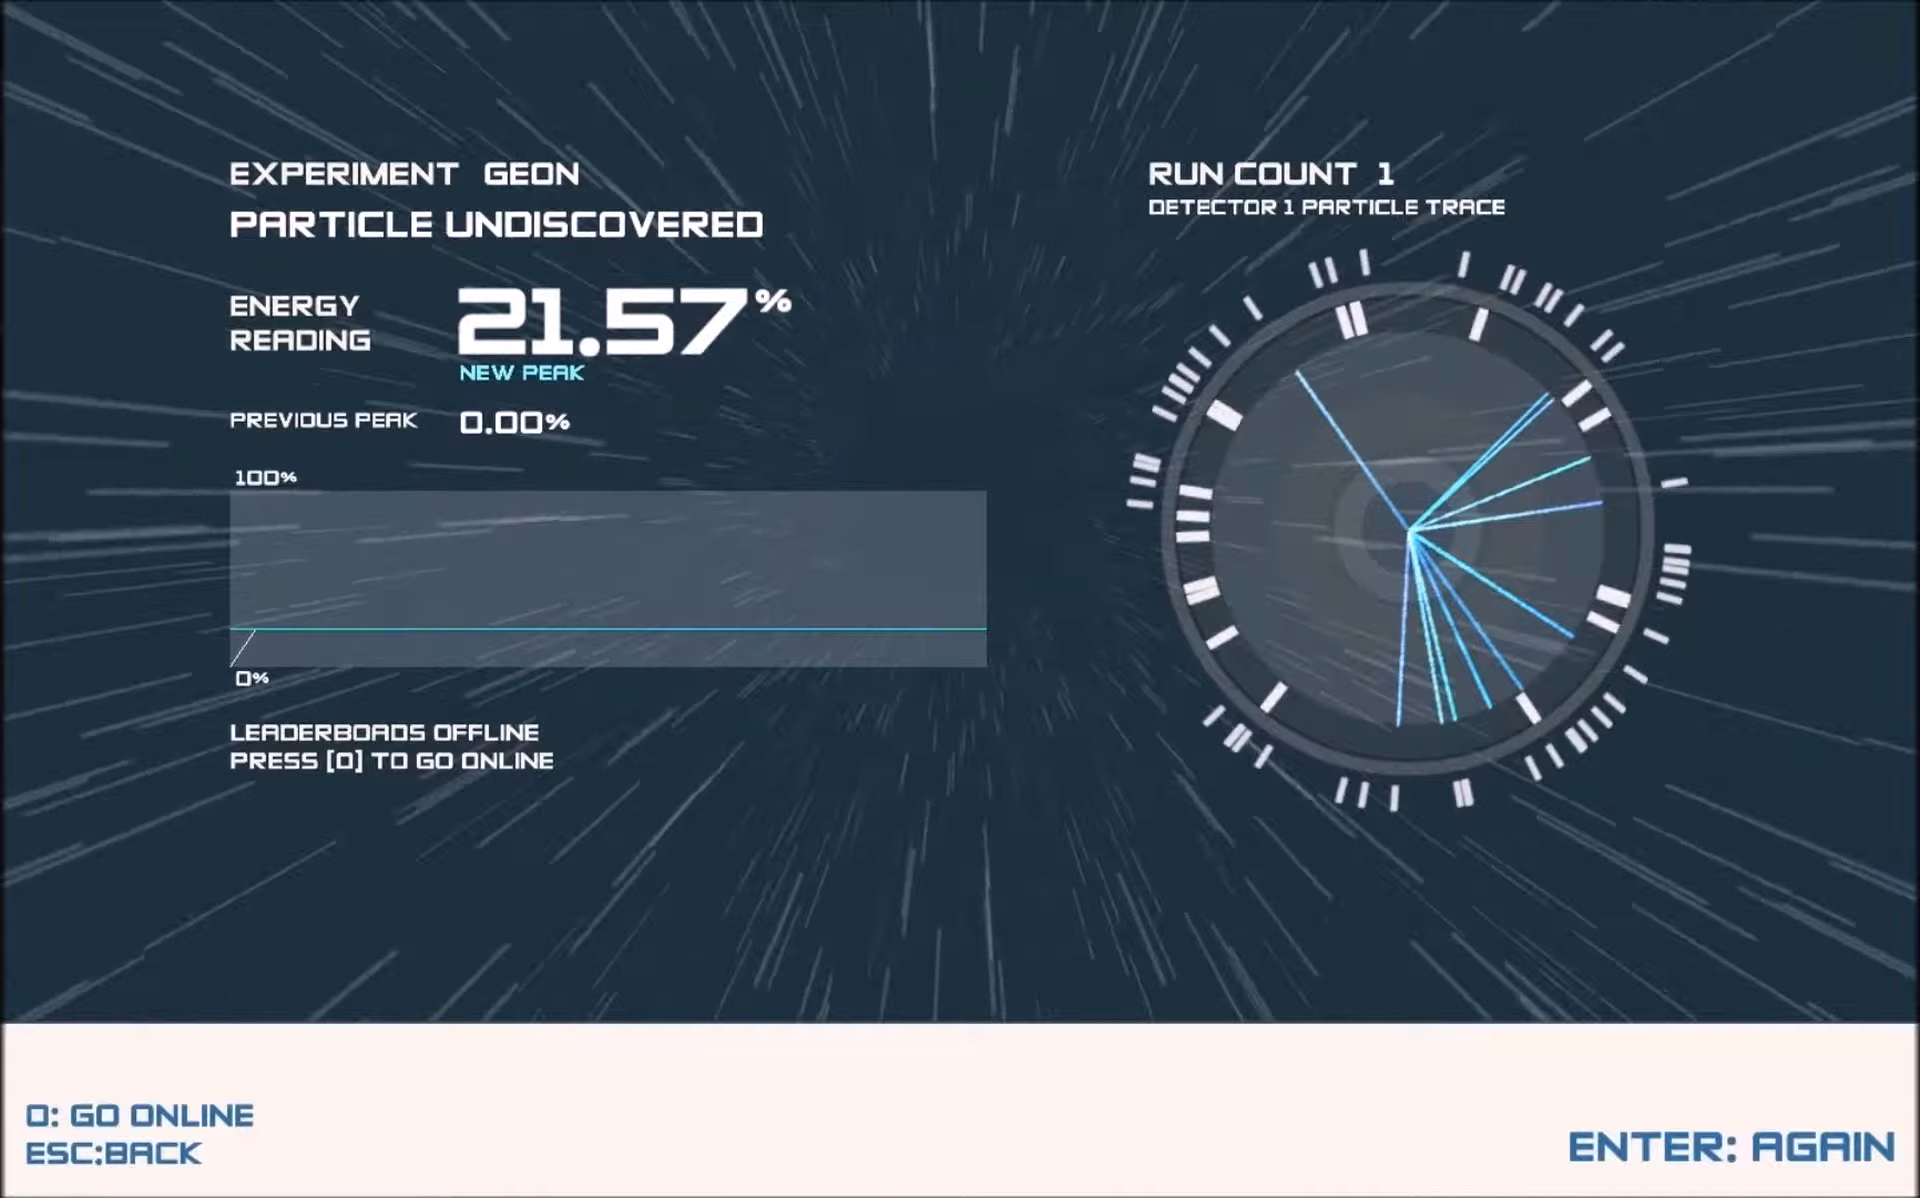 EXPERIMENT GEON
PARTICLE UNDISCOVERED
ENERGY
READING
21.57%
NEW PEAK
PREVIOUS PEAK 0.00%
100%
0%
LEADERBOADS OFFLINE
PRESS [O] TO GO ONLINE
RUN COUNT 1
DETECTOR 1 PARTICLE TRACE
O: GO ONLINE
ESC:BACK
ENTER: AGAIN